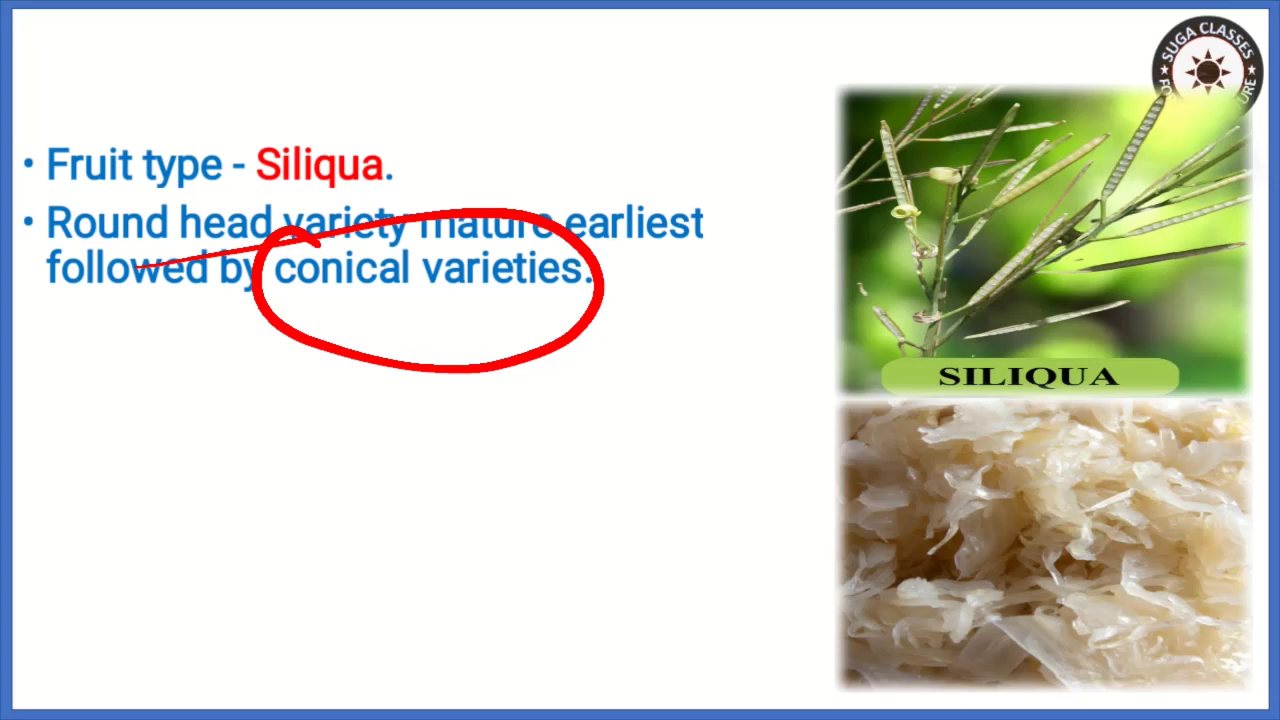 SUGA CLASSES
• Fruit type - Siliqua.
• Round head variety mature earliest
followed by conical varieties.
SILIQUA